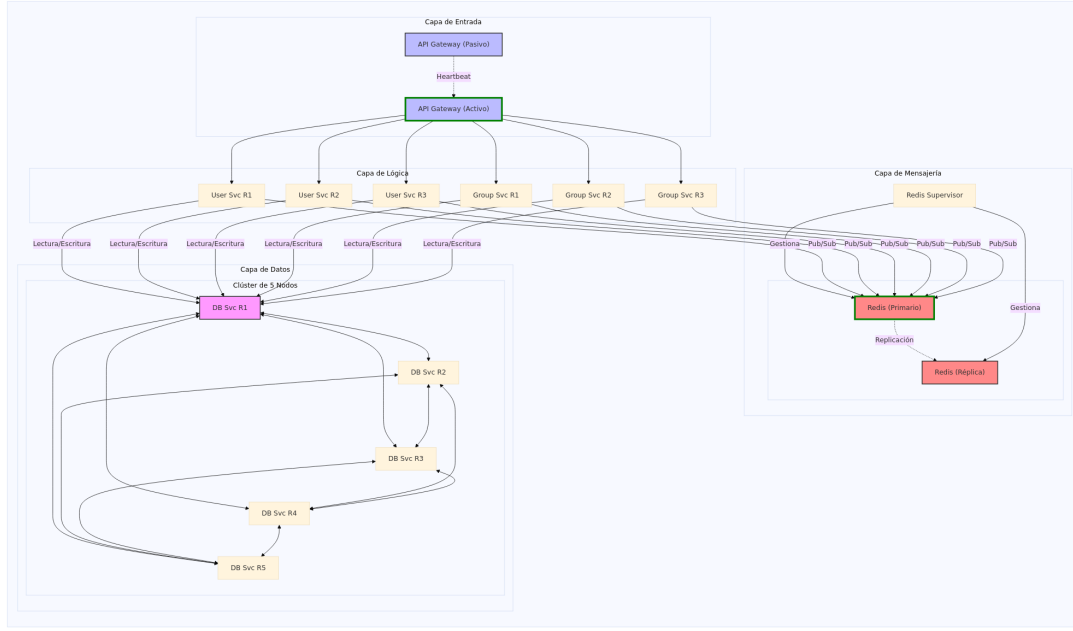 Capa de Entrada
API Gateway (Pasivo)
Heartbeat
API Gateway (Activo)
Capa de Lógica
User Svc R1
User Svc R2
User Svc R3
Group Svc R1
Group Svc R2
Group Svc R3
Capa de Mensajería
Redis Supervisor
Lectura/Escritura
Lectura/Escritura
Lectura/Escritura
Lectura/Escritura
Lectura/Escritura
Lectura/Escritura
Gestiona
Pub/Sub
Pub/Sub
Pub/Sub
Pub/Sub
Pub/Sub
Pub/Sub
Capa de Datos
Clúster de 5 Nodos
DB Svc R1
Redis (Primario)
Gestiona
Replicación
Redis (Réplica)
DB Svc R2
DB Svc R3
DB Svc R4
DB Svc R5